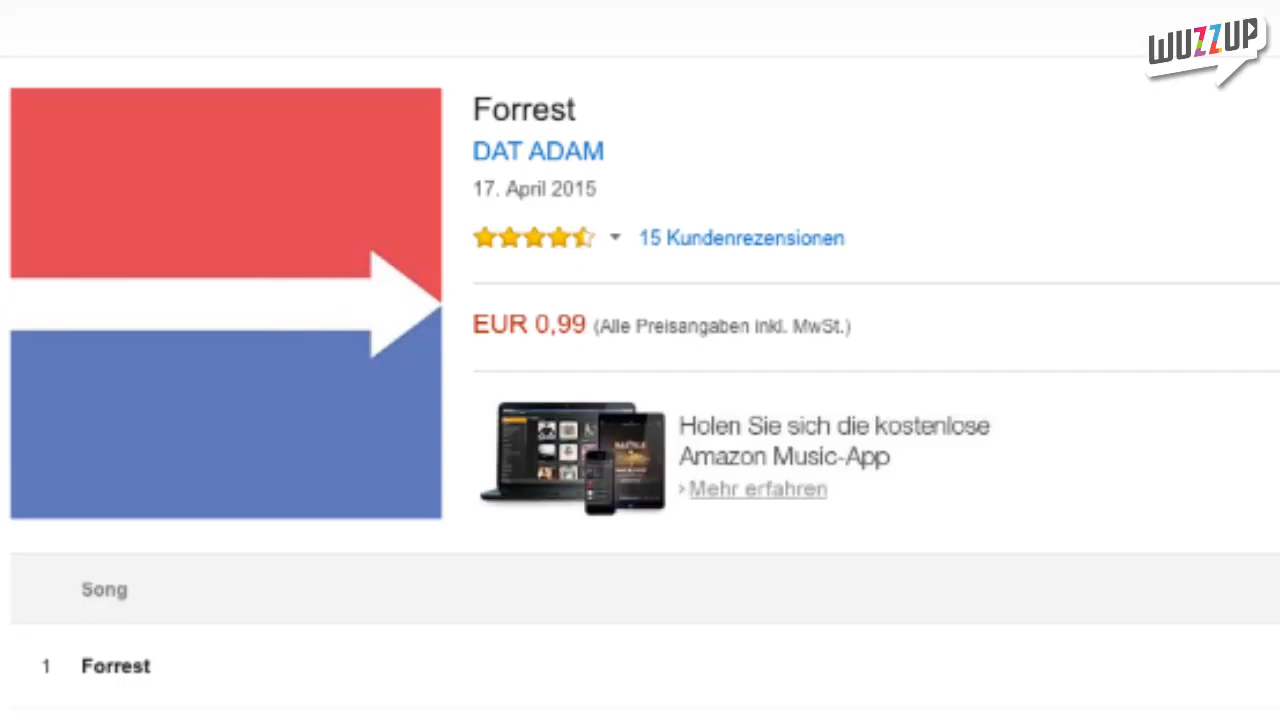 WUZZUP
Forrest
DAT ADAM
17. April 2015
15 Kundenrezensionen
EUR 0,99 (Alle Preisangaben inkl. MwSt.)
Holen Sie sich die kostenlose
Amazon Music-App
› Mehr erfahren
Song
1 Forrest